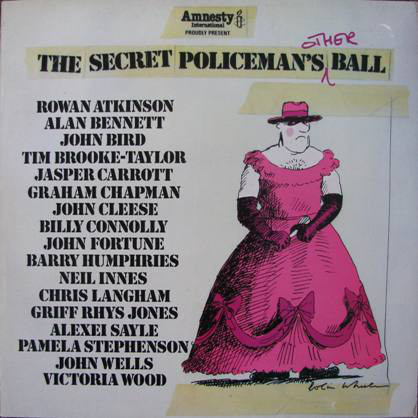 Amnesty
International
PROUDLY PRESENT
OTHER
THE SECRET POLICEMAN'S BALL
ROWAN ATKINSON
ALAN BENNETT
JOHN BIRD
TIM BROOKE-TAYLOR
JASPER CARROTT
GRAHAM CHAPMAN
JOHN CLEESE
BILLY CONNOLLY
JOHN FORTUNE
BARRY HUMPHRIES
NEIL INNES
CHRIS LANGHAM
GRIFF RHYS JONES
ALEXEI SAYLE
PAMELA STEPHENSON
JOHN WELLS
VICTORIA WOOD